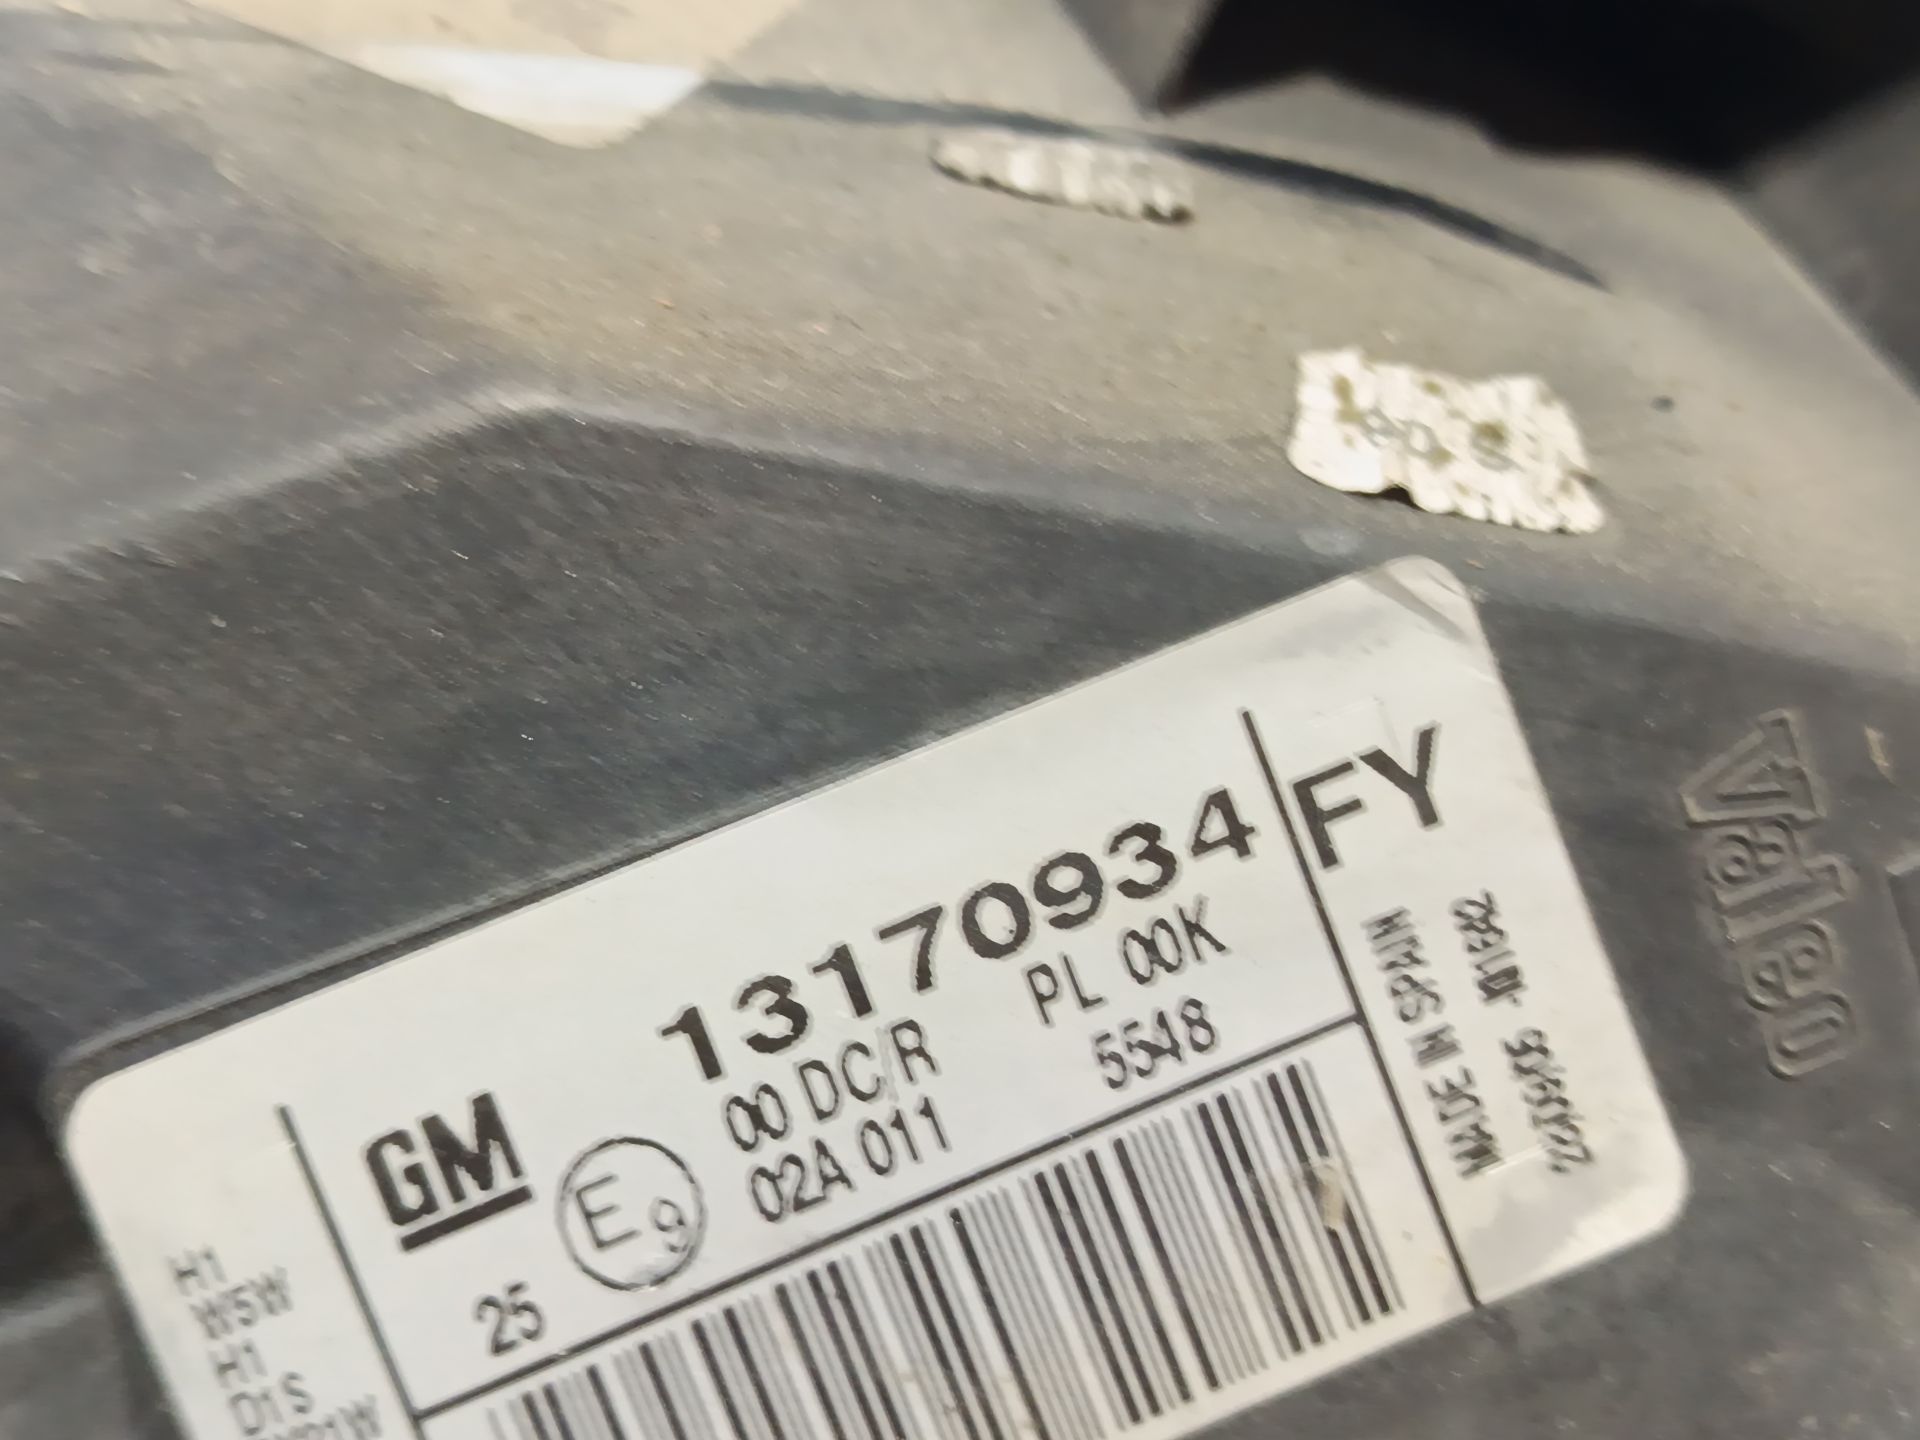 13170934
FY
GM
E9
00 DC/R
PL 00K
02A 011
5548
25
H1
W5W
H1
D1S
MADE IN SPAIN
Valeo